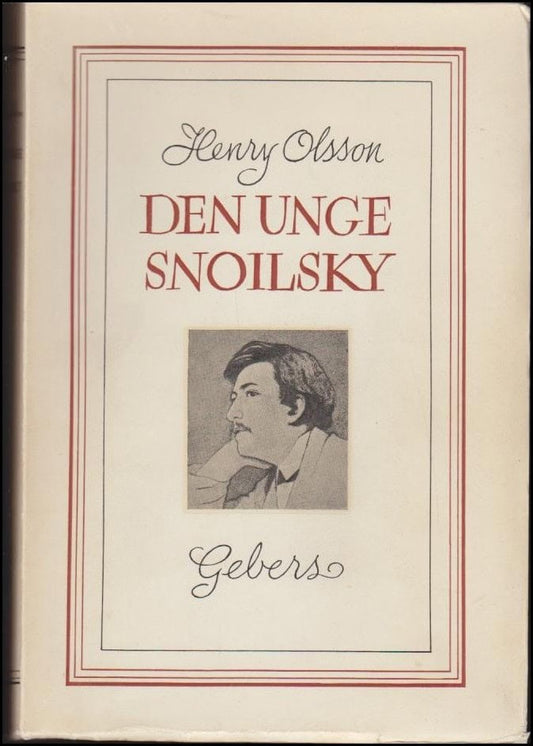 Henry Olsson
DEN UNGE
SNOILSKY
Gebers